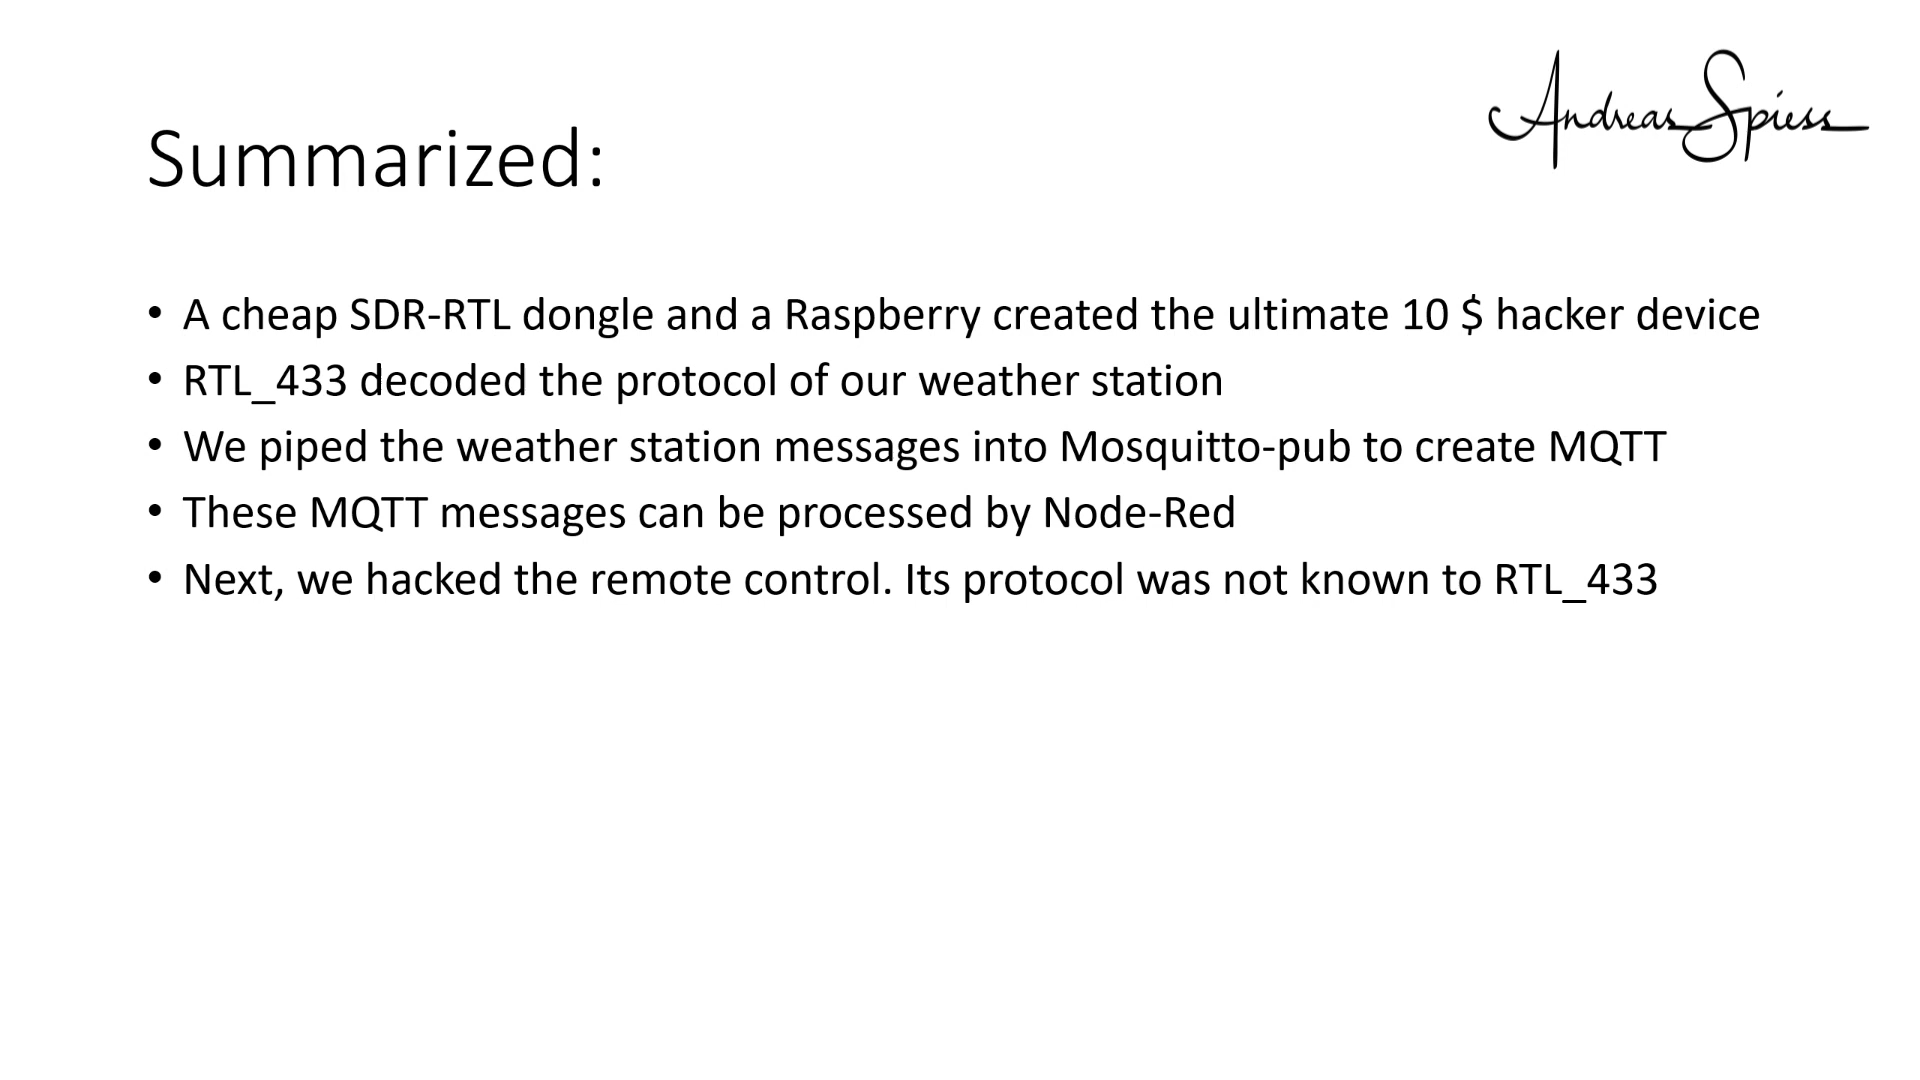 Andreas Spiess
Summarized:
• A cheap SDR-RTL dongle and a Raspberry created the ultimate 10 $ hacker device
• RTL_433 decoded the protocol of our weather station
• We piped the weather station messages into Mosquitto-pub to create MQTT
• These MQTT messages can be processed by Node-Red
• Next, we hacked the remote control. Its protocol was not known to RTL_433